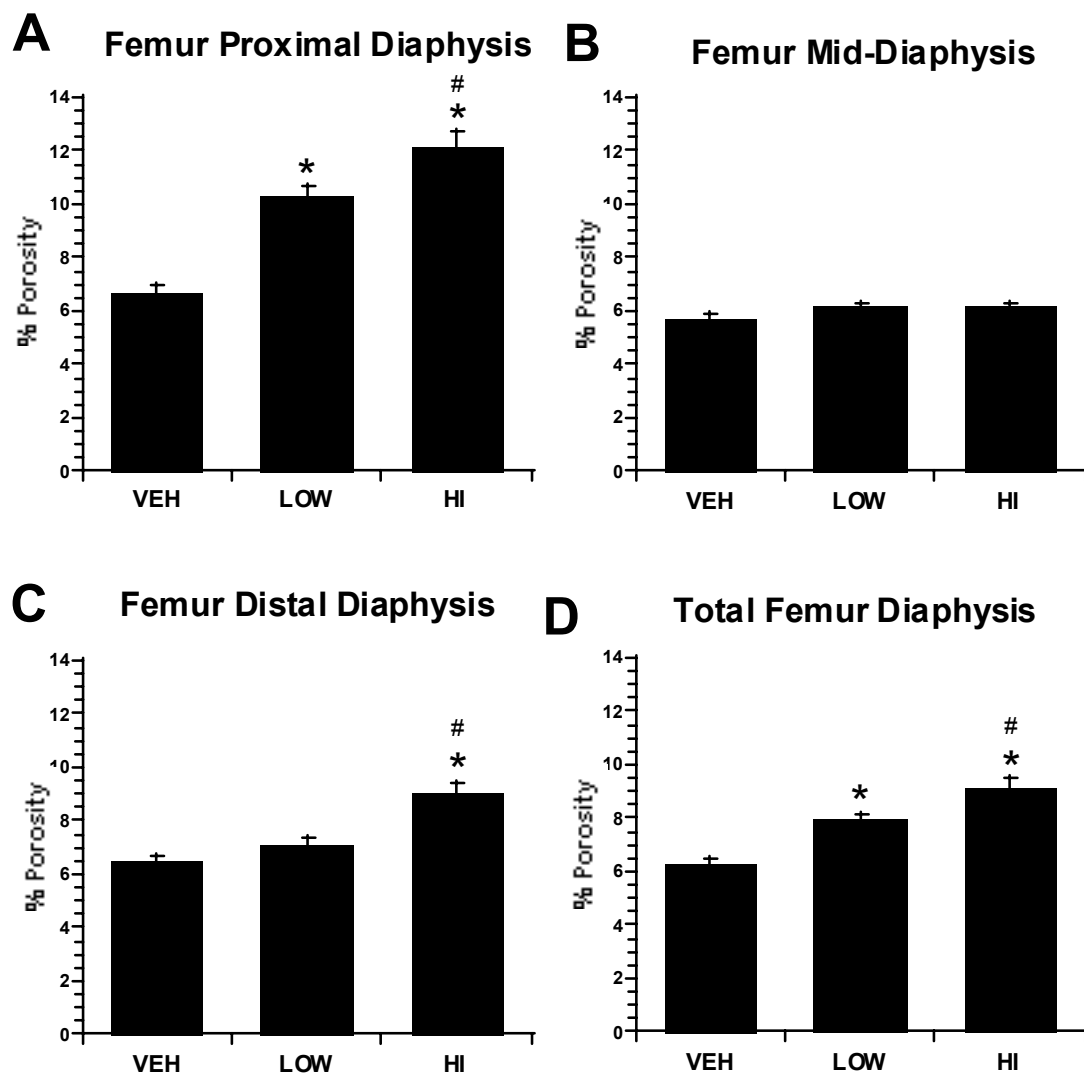 A
Femur Proximal Diaphysis
% Porosity
14
12
10
8
6
4
2
0
*
#
*
VEH
LOW
HI
B
Femur Mid-Diaphysis
% Porosity
14
12
10
8
6
4
2
0
VEH
LOW
HI
C
Femur Distal Diaphysis
% Porosity
14
12
10
8
6
4
2
0
#
*
VEH
LOW
HI
D
Total Femur Diaphysis
% Porosity
14
12
10
8
6
4
2
0
*
#
*
VEH
LOW
HI